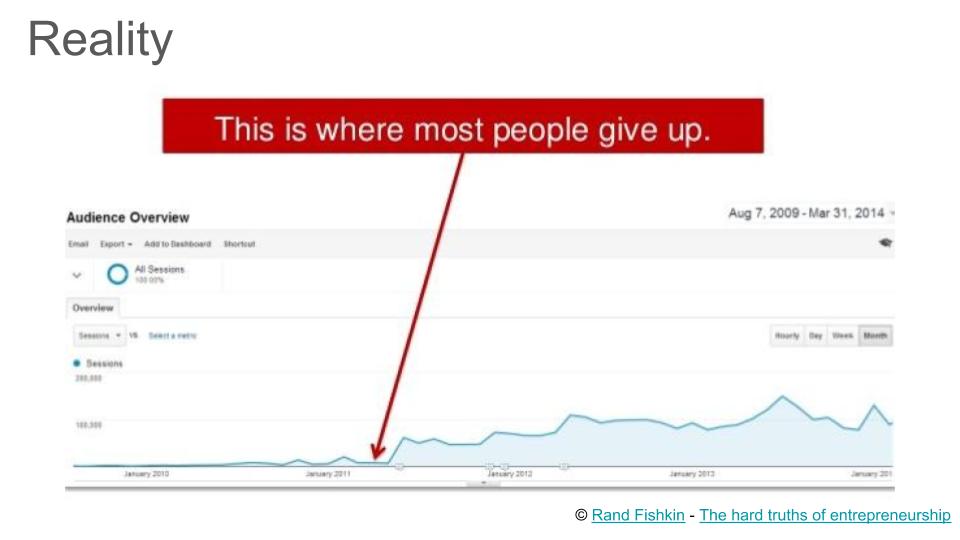 Reality
This is where most people give up.
Audience Overview
Aug 7, 2009 - Mar 31, 2014
Email Export Add to Dashboard Shortcut
All Sessions
100.00%
Overview
Sessions VS. Select a metric
Hourly Day Week Month
Sessions
200,000
100,000
January 2010 January 2011 January 2012 January 2013 January 201
© Rand Fishkin - The hard truths of entrepreneurship